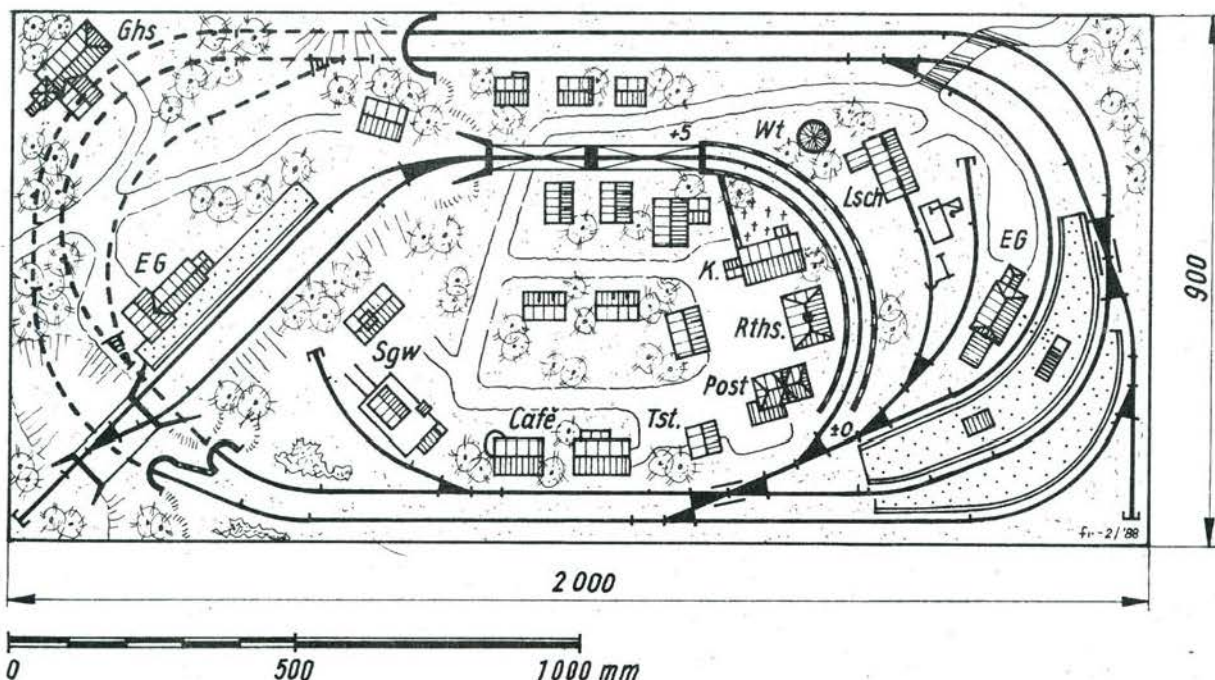 Ghs
+5
Wt
Lsch
EG
EG
K.
Rths.
Sgw
Post
Cafĕ
Tst.
±0
fr-2/'88
900
2 000
0 500 1000 mm